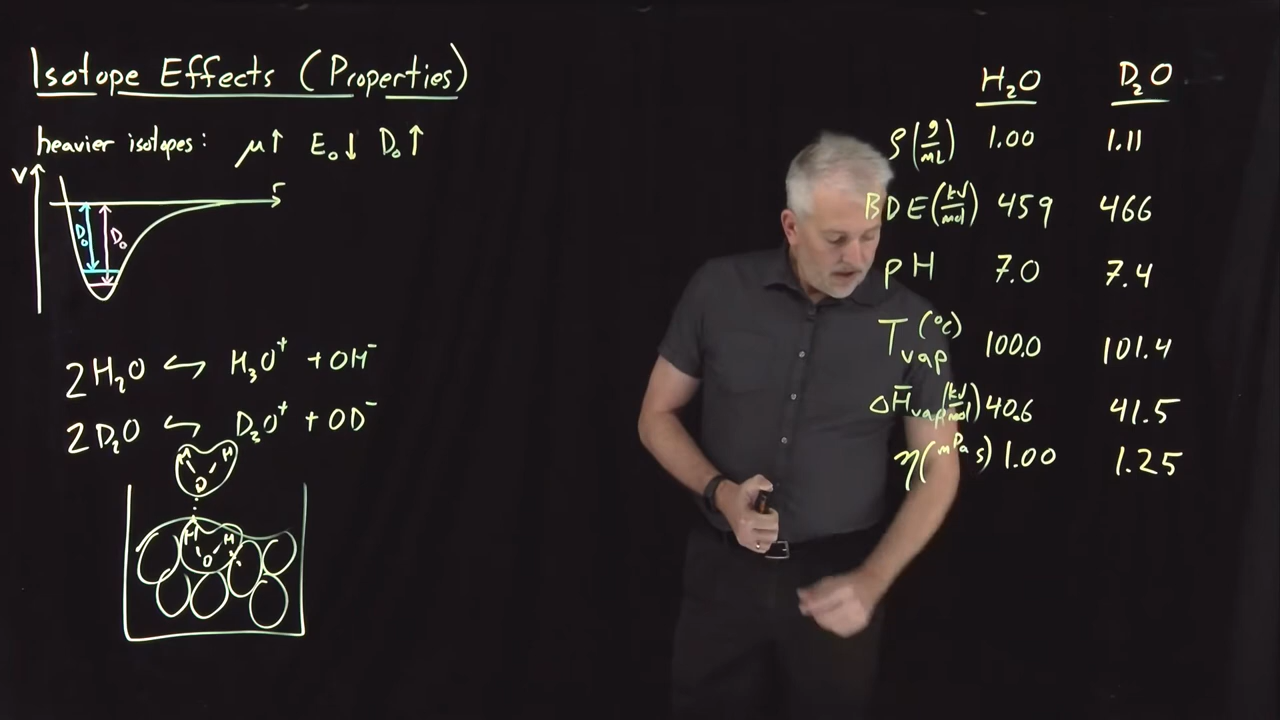 Isotope Effects (Properties)
heavier isotopes: μ↑ E₀↓ D₀↑
V
r
D₀ D₀
2H₂O ⇌ H₃O⁺ + OH⁻
2D₂O ⇌ D₃O⁺ + OD⁻
H H
O
H H
O
H₂O D₂O
ρ(g/mL) 1.00 1.11
BDE(kJ/mol) 459 466
pH 7.0 7.4
T vap (°C) 100.0 101.4
ΔH̄vap(kJ/mol) 40.6 41.5
η(mPa s) 1.00 1.25